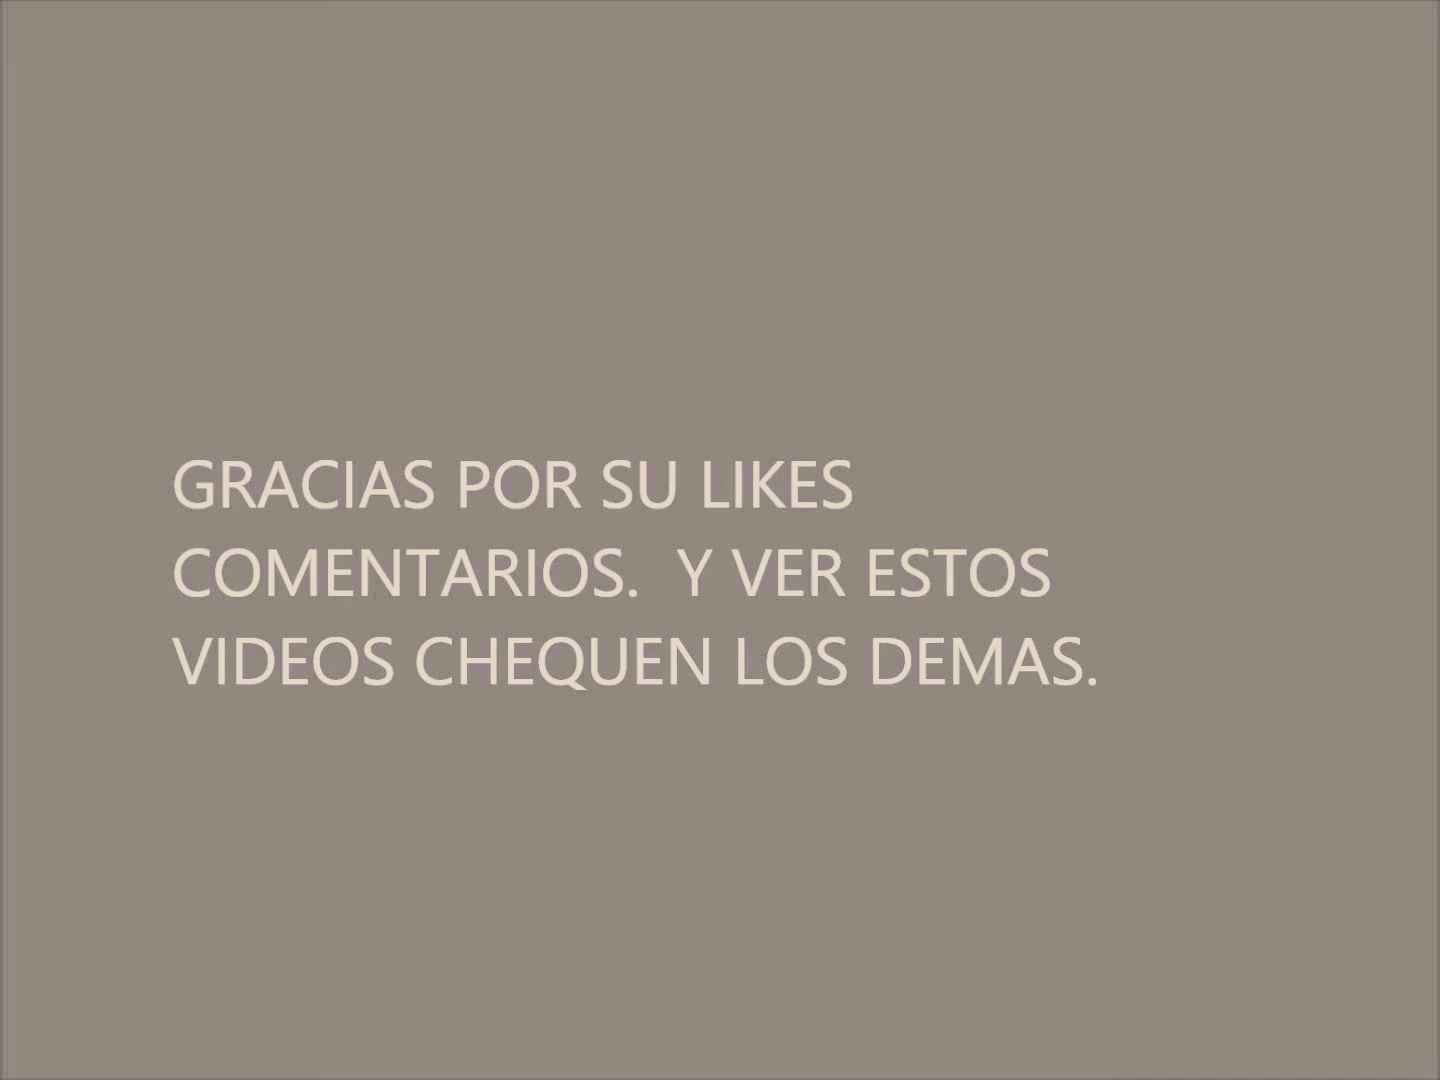 GRACIAS POR SU LIKES
COMENTARIOS.  Y VER ESTOS
VIDEOS CHEQUEN LOS DEMAS.